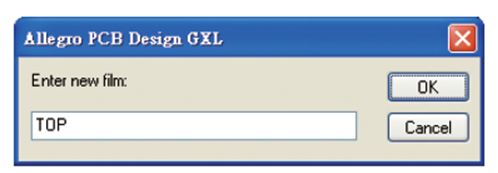 Allegro PCB Design GXL
Enter new film:
OK
TOP
Cancel